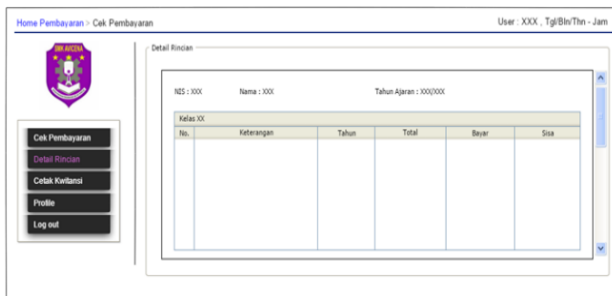 Home Pembayaran > Cek Pembayaran
User : XXX , Tgl/Bln/Thn - Jam
SMK AVICENA
Detail Rincian
NIS : XXX Nama : XXX Tahun Ajaran : XXX/XXX
Kelas XX
No. Keterangan Tahun Total Bayar Sisa
Cek Pembayaran
Detail Rincian
Cetak Kwitansi
Profile
Log out